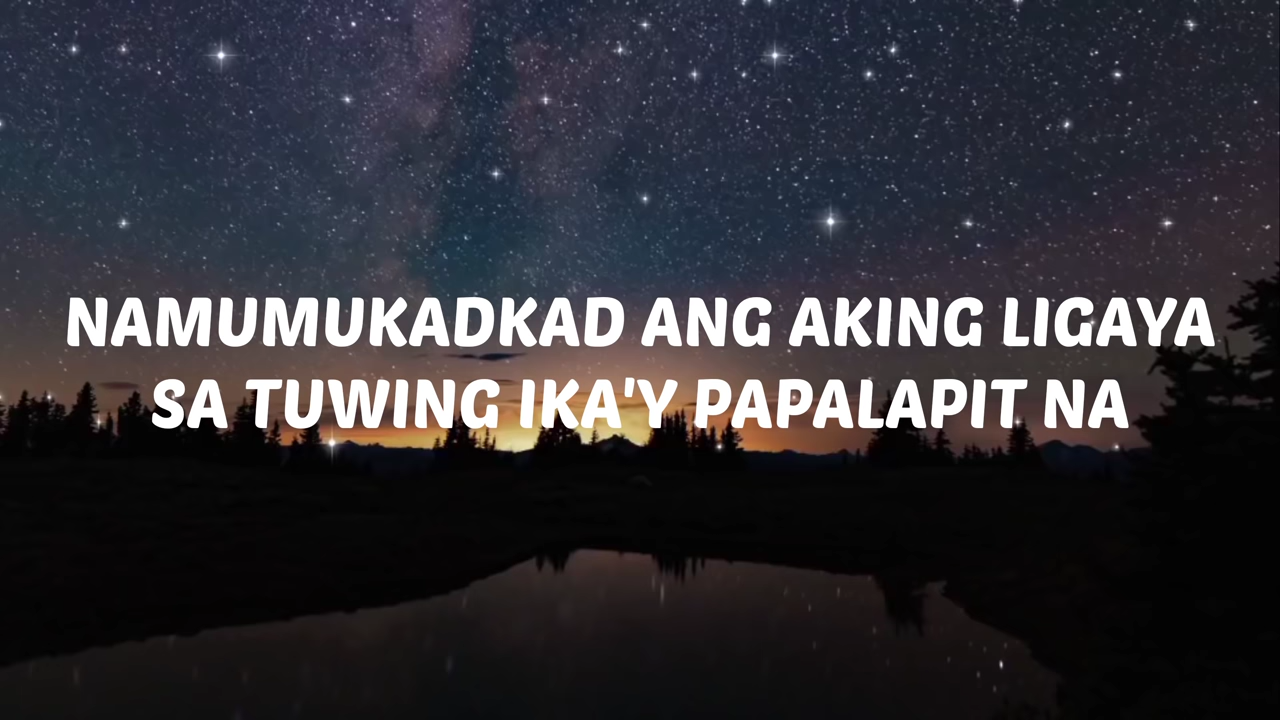 NAMUMUKADKAD ANG AKING LIGAYA
SA TUWING IKA'Y PAPALAPIT NA